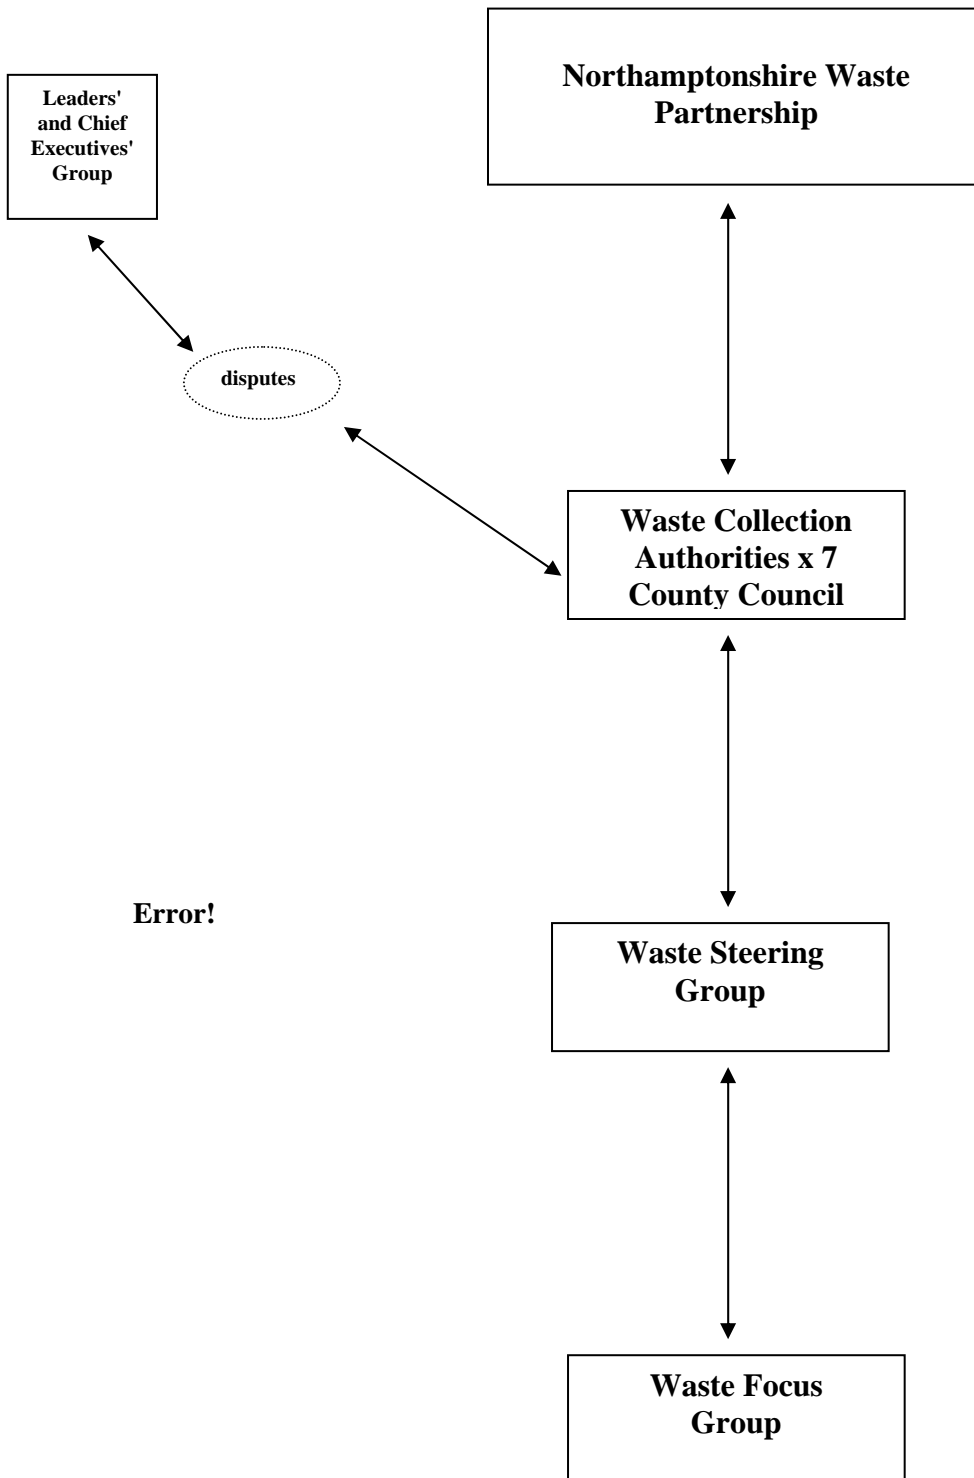 Northamptonshire Waste
Partnership
Leaders'
and Chief
Executives'
Group
disputes
Waste Collection
Authorities x 7
County Council
Error!
Waste Steering
Group
Waste Focus
Group